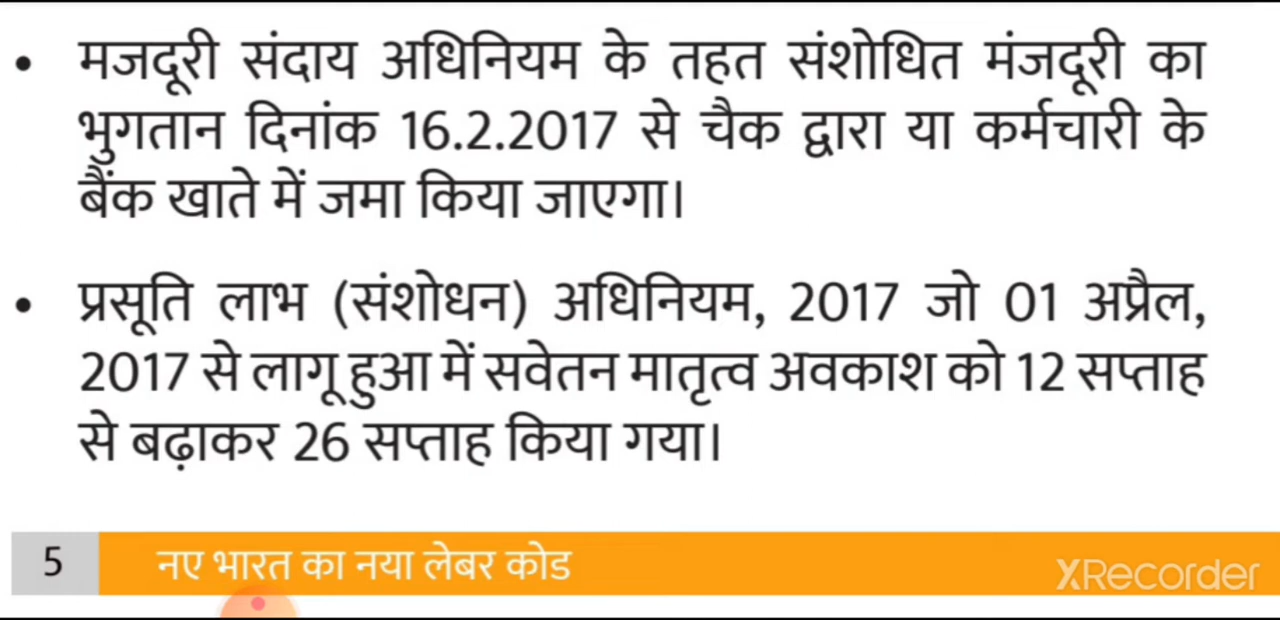 • मजदूरी संदाय अधिनियम के तहत संशोधित मंजदूरी का
भुगतान दिनांक 16.2.2017 से चैक द्वारा या कर्मचारी के
बैंक खाते में जमा किया जाएगा।
• प्रसूति लाभ (संशोधन) अधिनियम, 2017 जो 01 अप्रैल,
2017 से लागू हुआ में सवेतन मातृत्व अवकाश को 12 सप्ताह
से बढ़ाकर 26 सप्ताह किया गया।
5 नए भारत का नया लेबर कोड
XRecorder